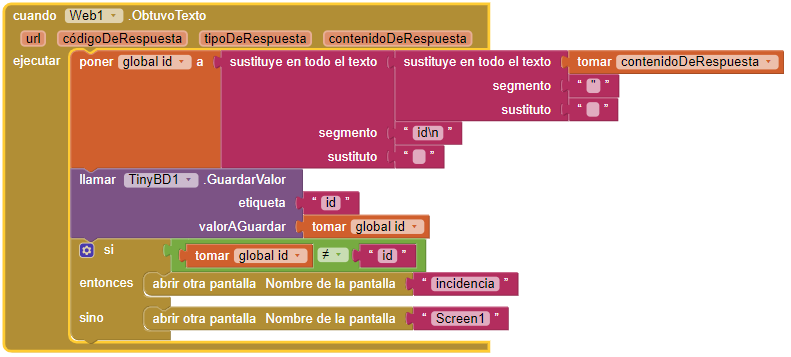 cuando Web1 .ObtuvoTexto
url códigoDeRespuesta tipoDeRespuesta contenidoDeRespuesta
ejecutar poner global id a sustituye en todo el texto sustituye en todo el texto tomar contenidoDeRespuesta
segmento " " "
sustituto " "
segmento " id\n "
sustituto " "
llamar TinyBD1 .GuardarValor
etiqueta " id "
valorAGuardar tomar global id
si tomar global id ≠ " id "
entonces abrir otra pantalla Nombre de la pantalla " incidencia "
sino abrir otra pantalla Nombre de la pantalla " Screen1 "